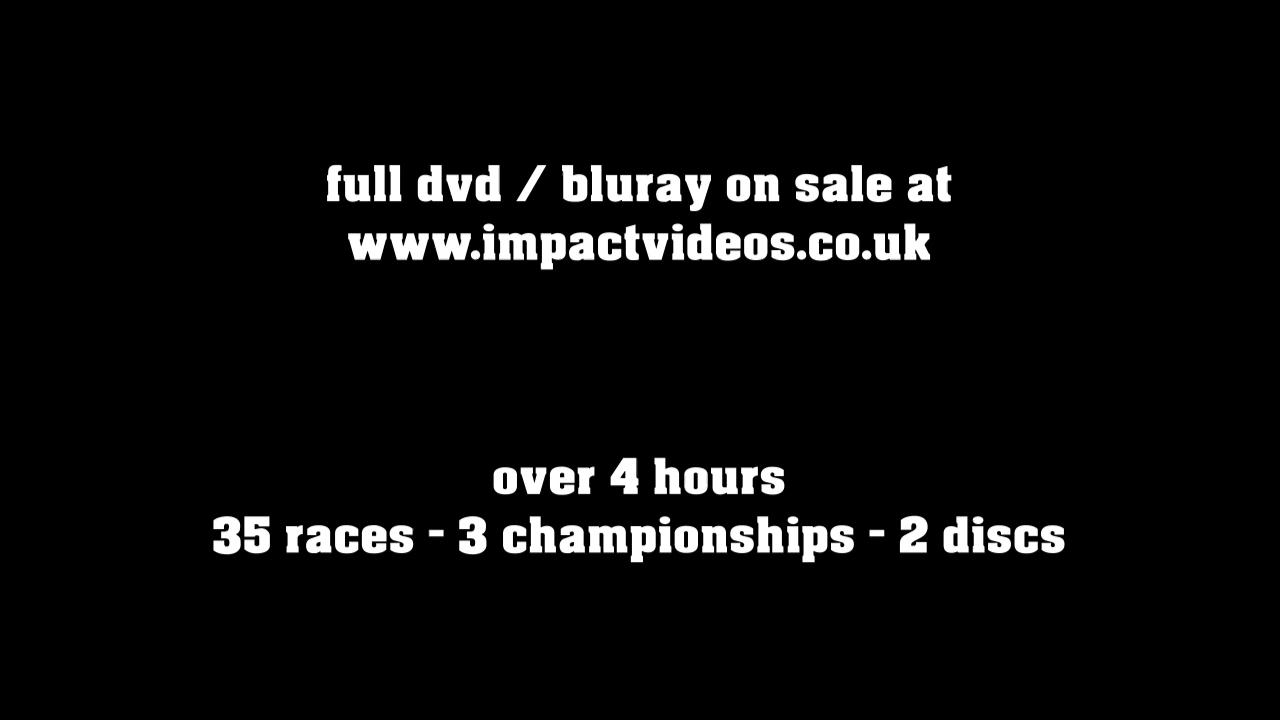 full dvd / bluray on sale at
www.impactvideos.co.uk
over 4 hours
35 races - 3 championships - 2 discs